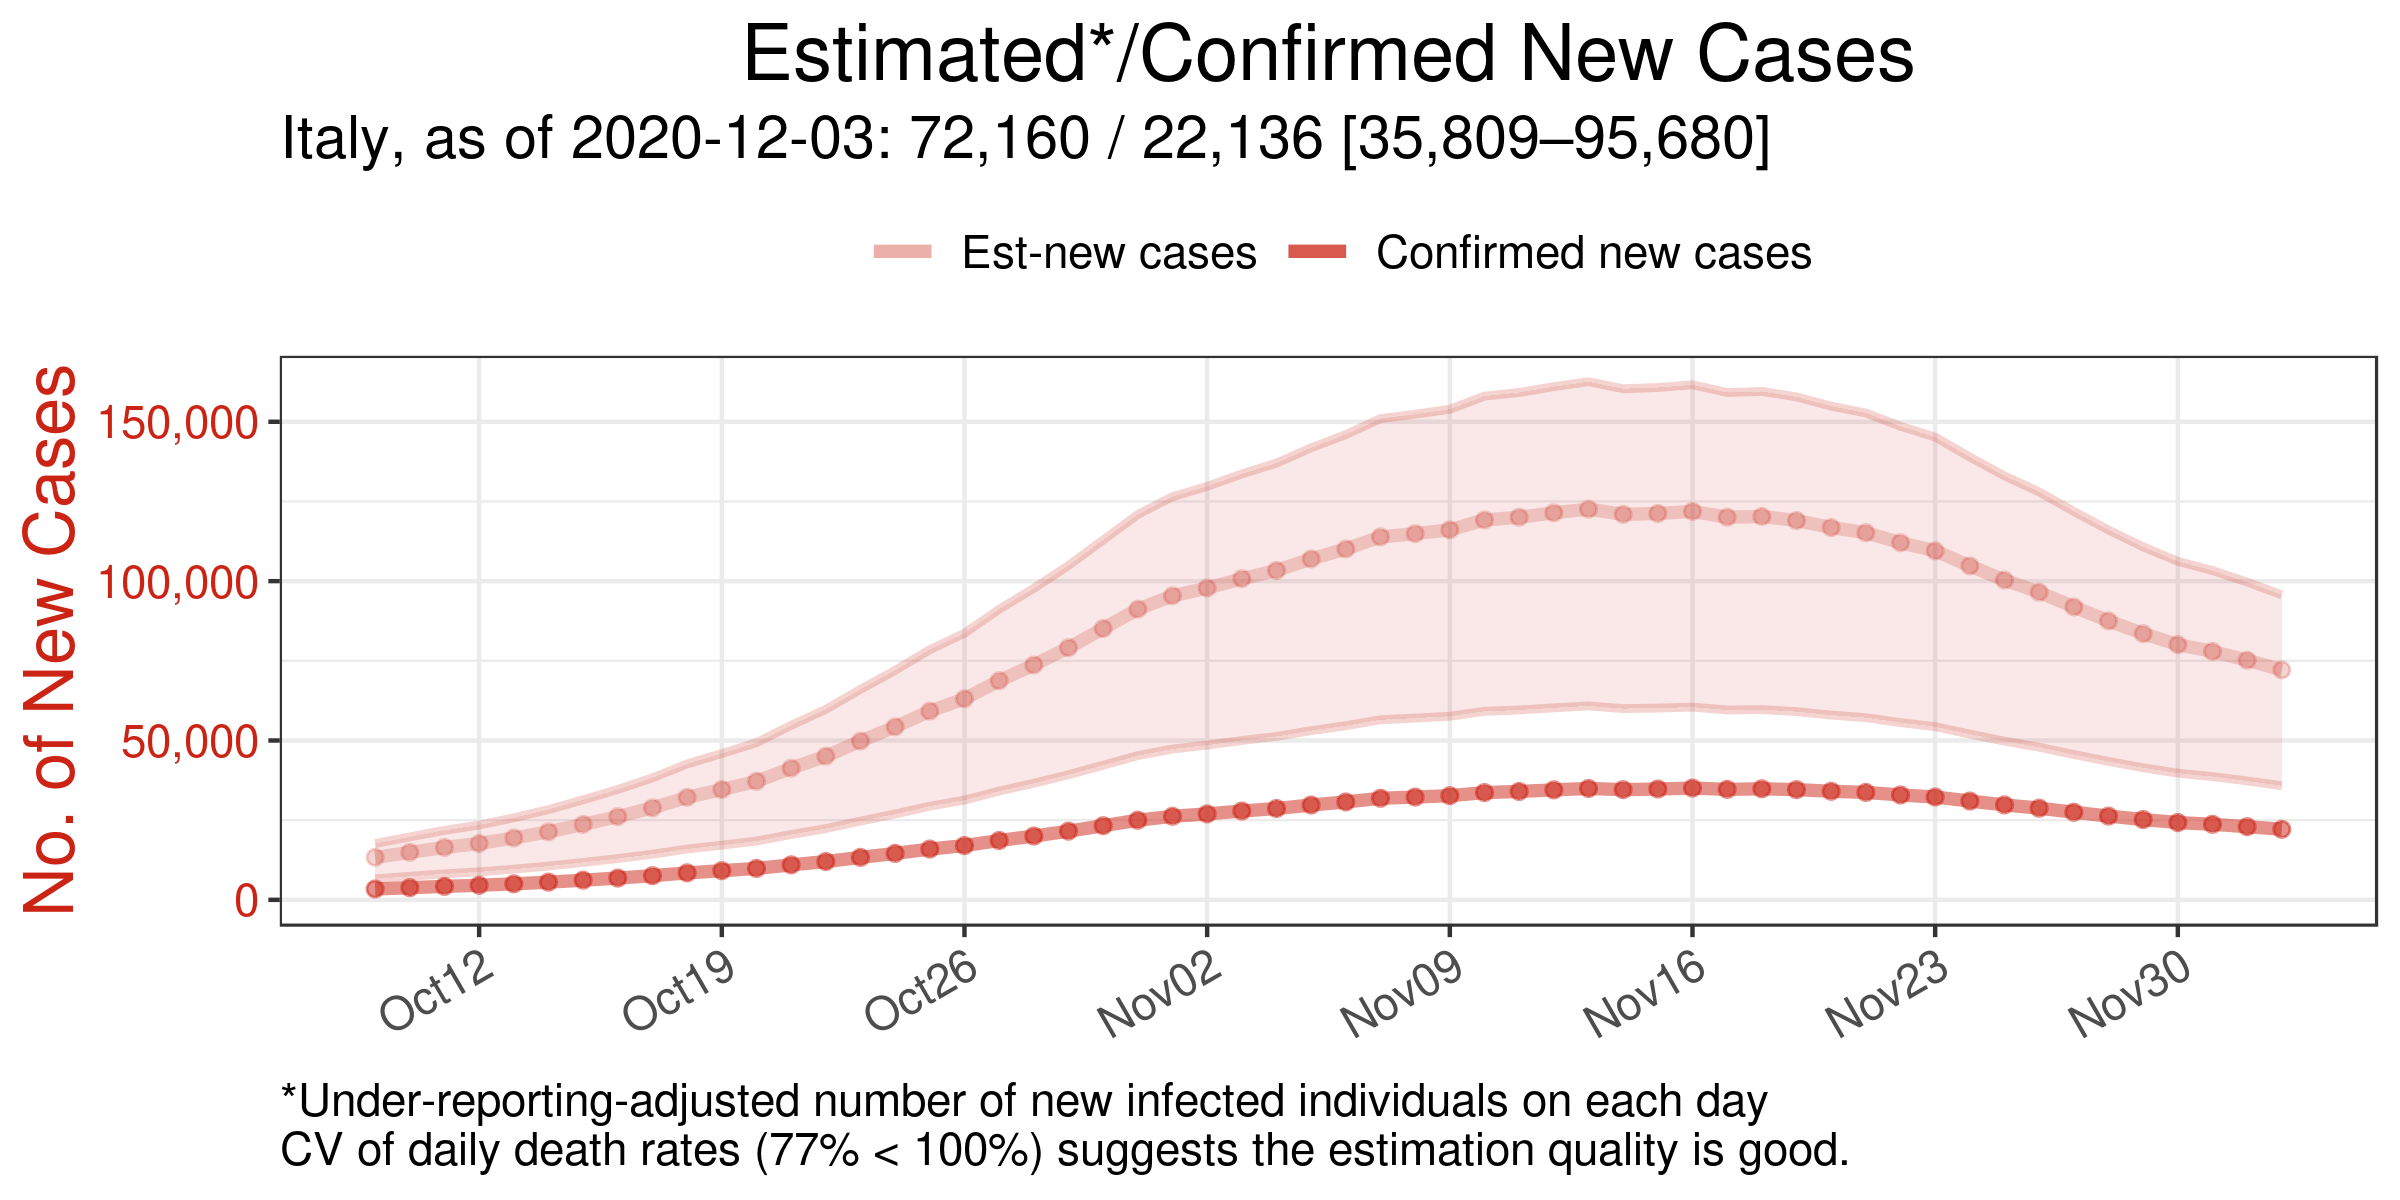 Estimated*/Confirmed New Cases
Italy, as of 2020-12-03: 72,160 / 22,136 [35,809–95,680]
Est-new cases
Confirmed new cases
No. of New Cases
150,000
100,000
50,000
0
Oct12
Oct19
Oct26
Nov02
Nov09
Nov16
Nov23
Nov30
*Under-reporting-adjusted number of new infected individuals on each day
CV of daily death rates (77% < 100%) suggests the estimation quality is good.